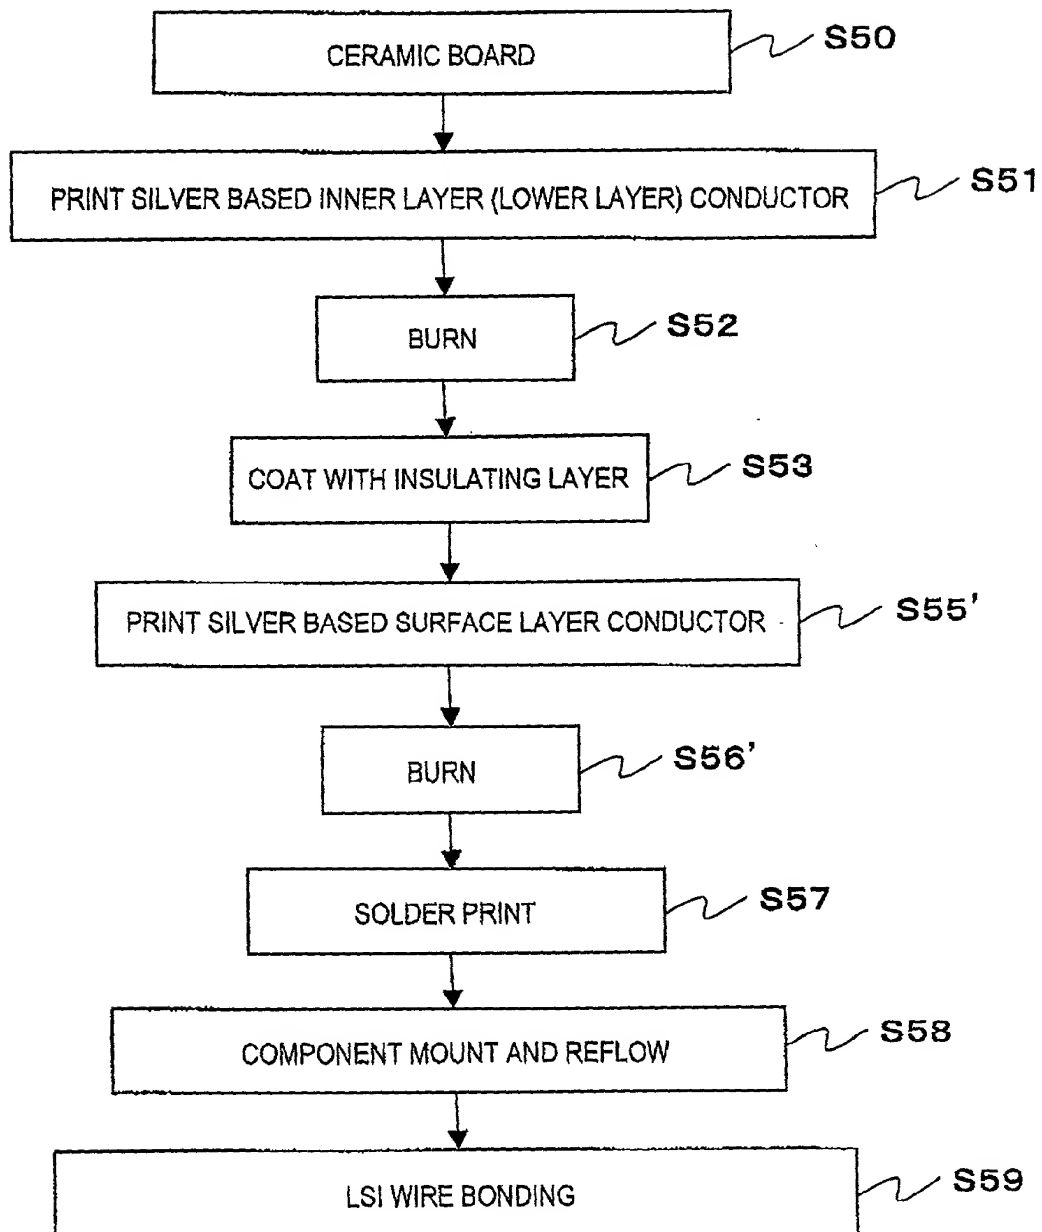 CERAMIC BOARD
S50
PRINT SILVER BASED INNER LAYER (LOWER LAYER) CONDUCTOR
S51
BURN
S52
COAT WITH INSULATING LAYER
S53
PRINT SILVER BASED SURFACE LAYER CONDUCTOR
S55'
BURN
S56'
SOLDER PRINT
S57
COMPONENT MOUNT AND REFLOW
S58
LSI WIRE BONDING
S59